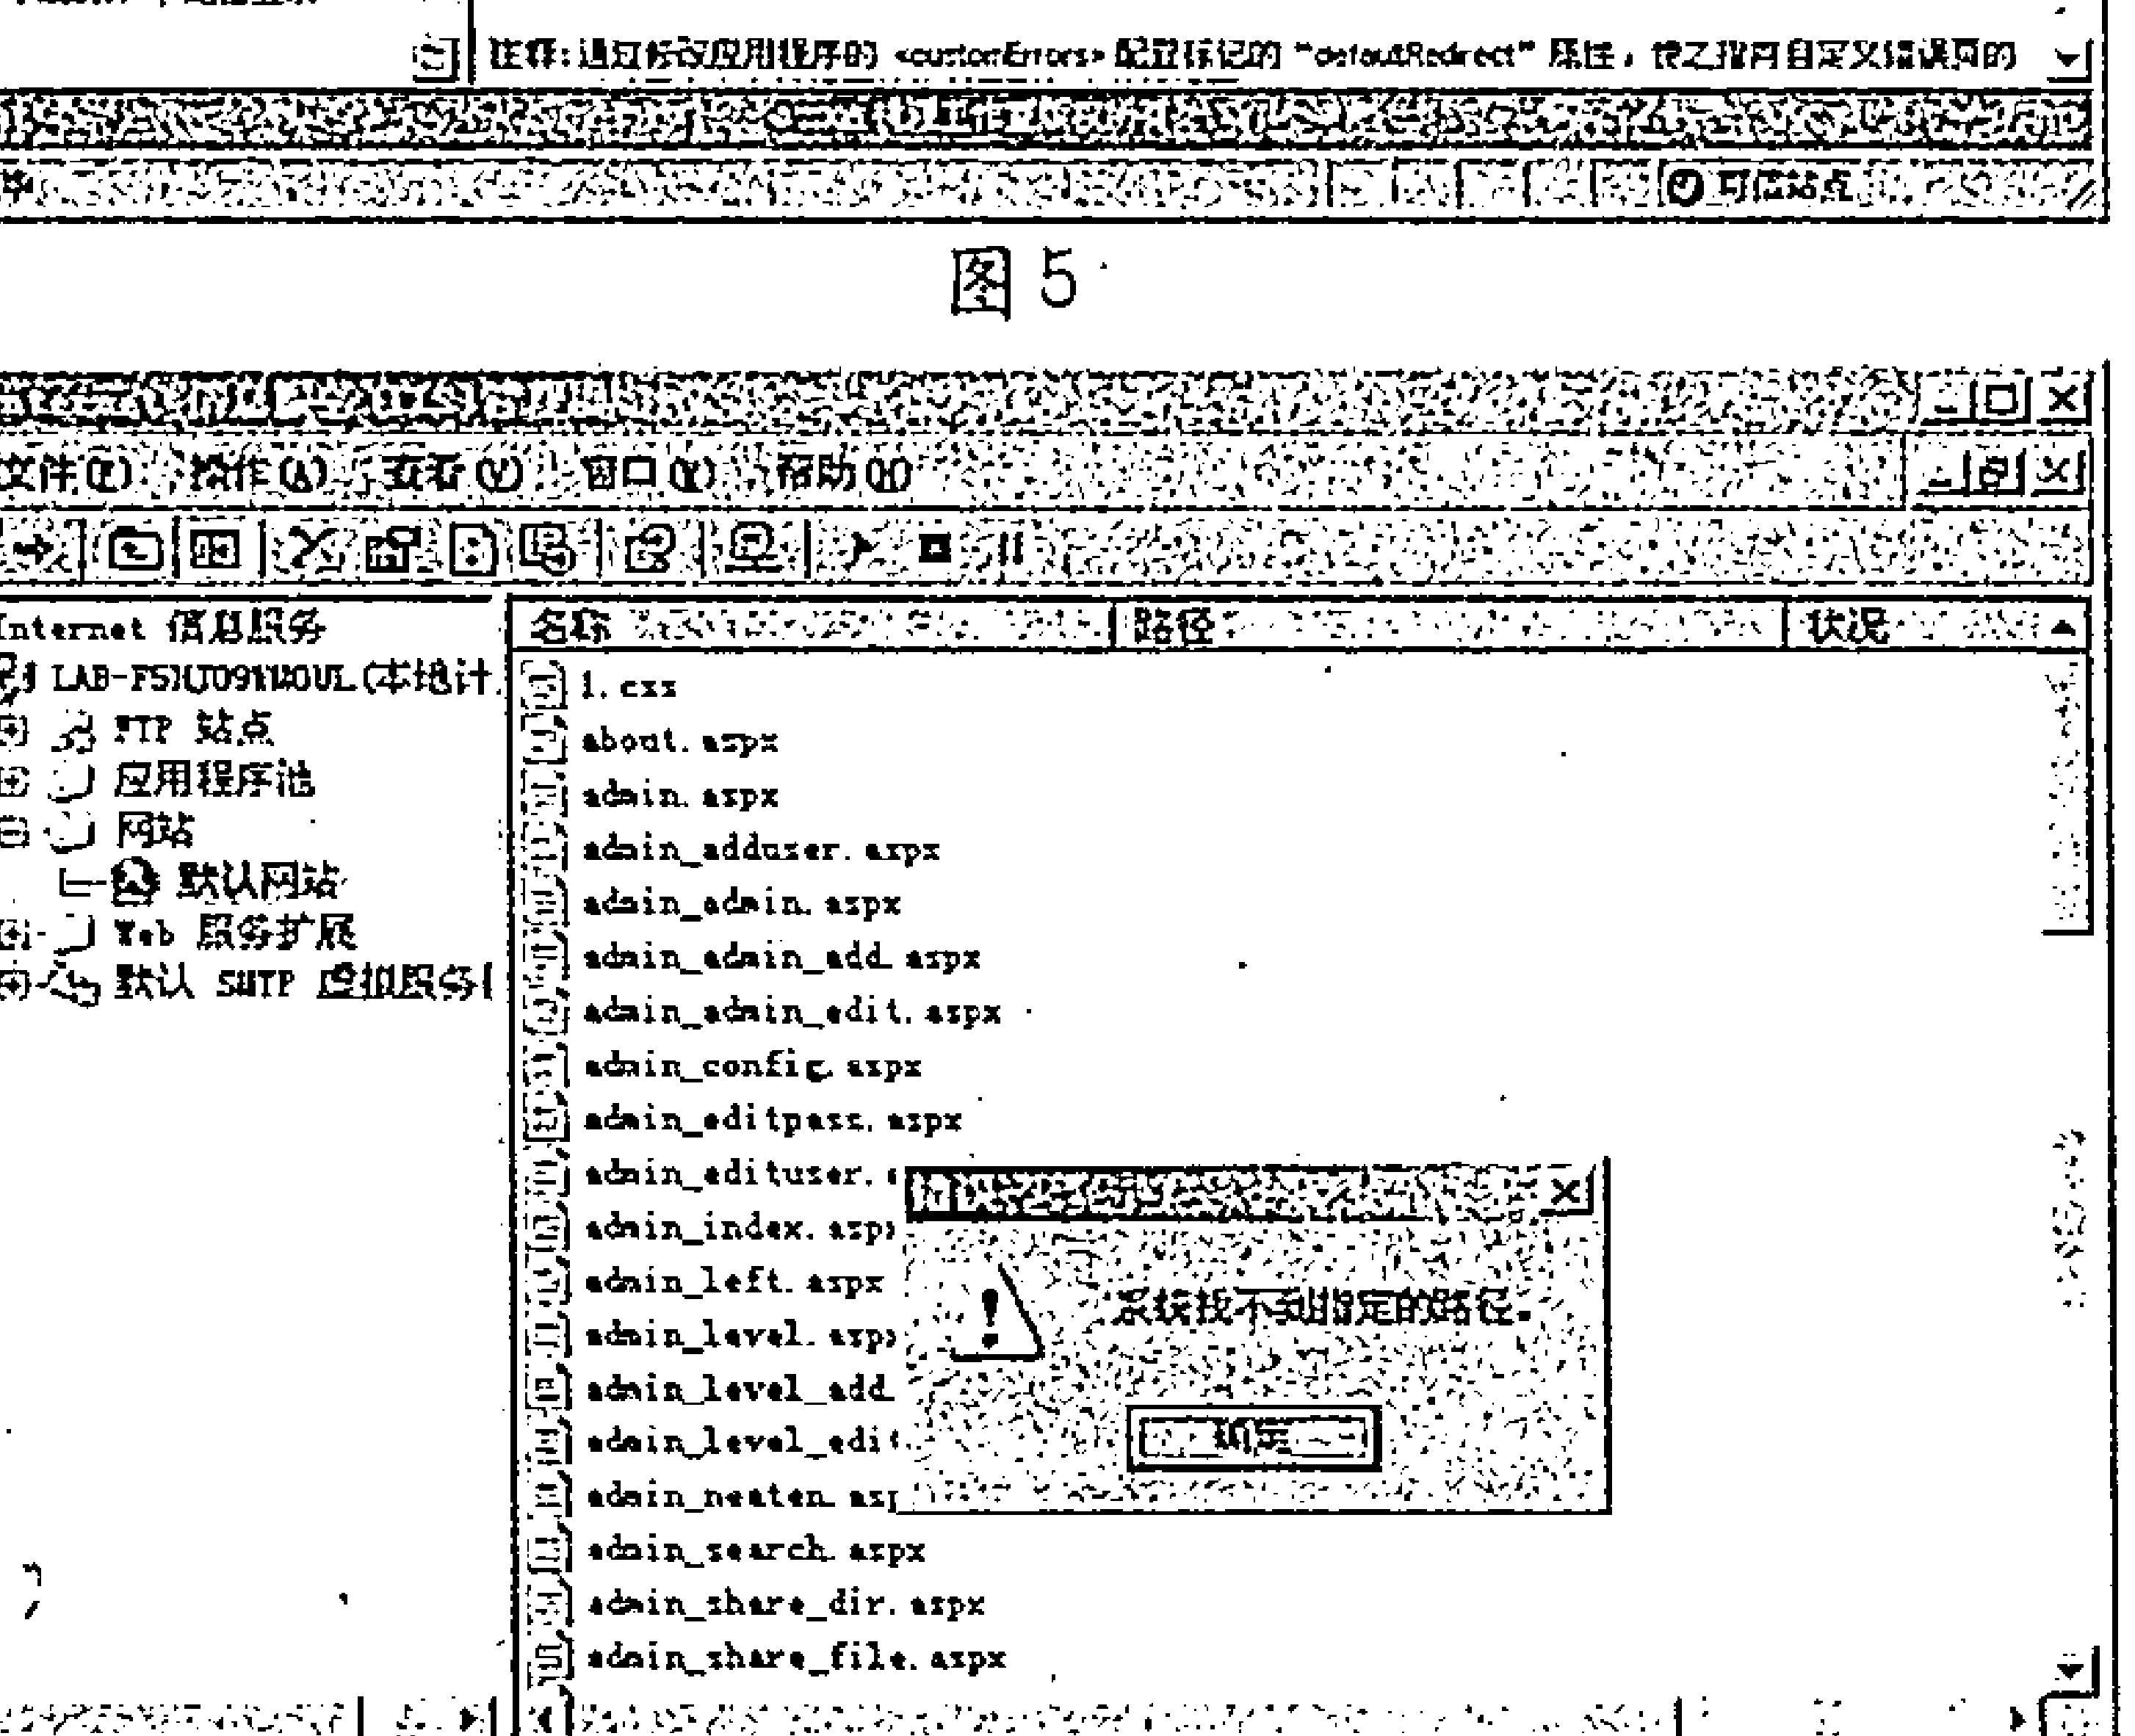 注释:通过修改应用程序的 <customErrors> 配置标记的 "defaultRedirect" 属性，使之指向自定义错误页的
可信站点
图 5
文件(F) 操作(A) 查看(V) 窗口(W) 帮助(H)
Internet 信息服务
(本地计
FTP 站点
应用程序池
网站
默认网站
Web 服务扩展
默认 SMTP 虚拟服务
名称 路径 状况
1.css
about.aspx
admin.aspx
admin_adduser.aspx
admin_admin.aspx
admin_admin_add.aspx
admin_admin_edit.aspx
admin_config.aspx
admin_editpass.aspx
admin_edituser.
admin_index.asp
admin_left.aspx
admin_level.asp
admin_level_add.
admin_level_edit
admin_neaten.as
admin_search.aspx
admin_share_dir.aspx
admin_share_file.aspx
系统找不到指定的路径。
确定